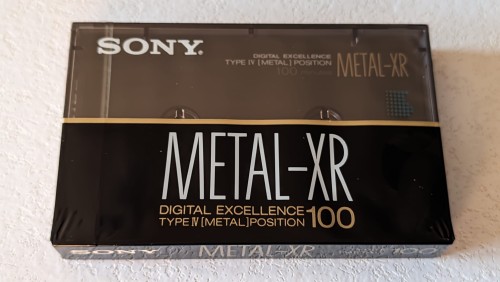 SONY®
DIGITAL EXCELLENCE
TYPE IV [METAL] POSITION
100
METAL-XR
METAL-XR
DIGITAL EXCELLENCE
TYPE IV [METAL] POSITION
100
SONY
METAL-XR
100